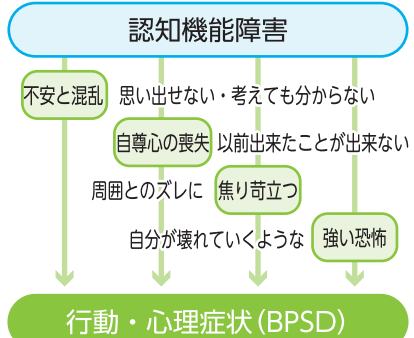 認知機能障害
不安と混乱 思い出せない・考えても分からない
自尊心の喪失 以前出来たことが出来ない
周囲とのズレに 焦り苛立つ
自分が壊れていくような 強い恐怖
行動・心理症状(BPSD)